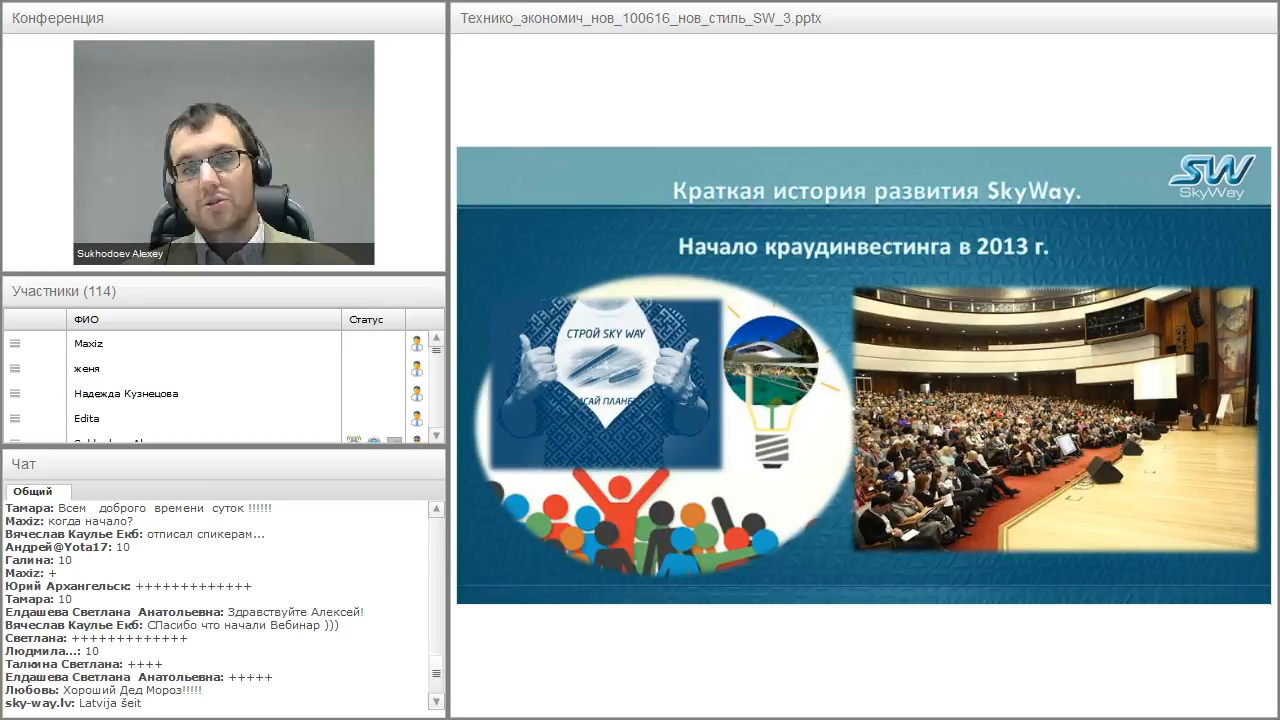 Конференция
Sukhodoev Alexey
Участники (114)
ФИО
Статус
Maxiz
женя
Надежда Кузнецова
Edita
Чат
Общий
Тамара: Всем доброго времени суток !!!!!!
Maxiz: когда начало?
Вячеслав Каулье Екб: отписал спикерам...
Андрей@Yota17: 10
Галина: 10
Maxiz: +
Юрий Архангельск: +++++++++++++
Тамара: 10
Елдашева Светлана Анатольевна: Здравствуйте Алексей!
Вячеслав Каулье Екб: СПасибо что начали Вебинар )))
Светлана: +++++++++++++
Людмила...: 10
Талкина Светлана: ++++
Елдашева Светлана Анатольевна: +++++
Любовь: Хороший Дед Мороз!!!!!
sky-way.lv: Latvija šeit
Технико_экономич_нов_100616_нов_стиль_SW_3.pptx
SW
SkyWay
Краткая история развития SkyWay.
Начало краудинвестинга в 2013 г.
СТРОЙ SKY WAY